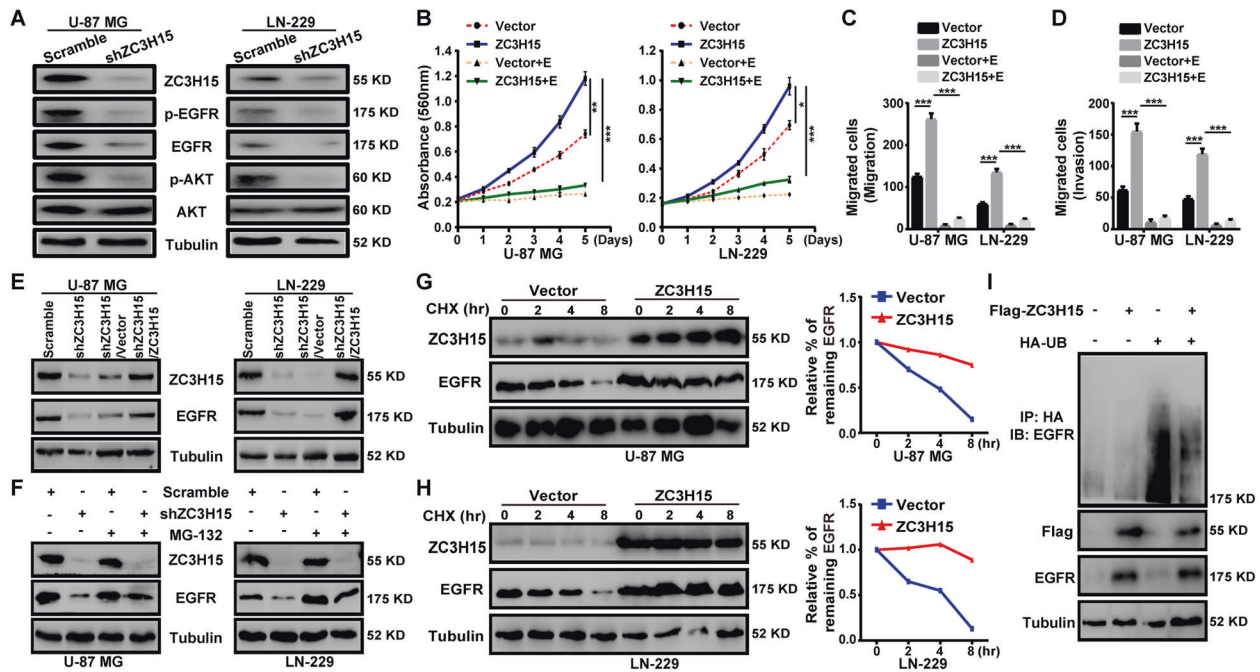 A
U-87 MG
LN-229
Scramble
shZC3H15
Scramble
shZC3H15
ZC3H15
55 KD
p-EGFR
175 KD
EGFR
175 KD
p-AKT
60 KD
AKT
60 KD
Tubulin
52 KD
B
Vector
ZC3H15
Vector+E
ZC3H15+E
Absorbance (560nm)
1.4
1.2
1.0
0.8
0.6
0.4
0.2
0.0
**
***
0 1 2 3 4 5 (Days)
U-87 MG
Vector
ZC3H15
Vector+E
ZC3H15+E
1.2
1.0
0.8
0.6
0.4
0.2
0.0
*
***
0 1 2 3 4 5 (Days)
LN-229
C
Vector
ZC3H15
Vector+E
ZC3H15+E
Migrated cells
(Migration)
400
300
200
100
0
*** ***
*** ***
U-87 MG LN-229
D
Vector
ZC3H15
Vector+E
ZC3H15+E
Migrated cells
(Invasion)
200
150
100
50
0
*** ***
*** ***
U-87 MG LN-229
E
U-87 MG
LN-229
Scramble
shZC3H15
shZC3H15
/Vector
shZC3H15
/ZC3H15
Scramble
shZC3H15
shZC3H15
/Vector
shZC3H15
/ZC3H15
ZC3H15
55 KD
EGFR
175 KD
Tubulin
52 KD
F
+ - + - Scramble + - + -
- + - + shZC3H15 - + - +
- - + + MG-132 - - + +
ZC3H15
55 KD
EGFR
175 KD
Tubulin
52 KD
U-87 MG
LN-229
G
Vector
ZC3H15
CHX (hr) 0 2 4 8 0 2 4 8
ZC3H15
55 KD
EGFR
175 KD
Tubulin
52 KD
U-87 MG
Relative % of
remaining EGFR
Vector
ZC3H15
1.5
1.0
0.5
0.0
0 2 4 8 (hr)
U-87 MG
H
Vector
ZC3H15
CHX (hr) 0 2 4 8 0 2 4 8
ZC3H15
55 KD
EGFR
175 KD
Tubulin
52 KD
LN-229
Relative % of
remaining EGFR
Vector
ZC3H15
1.5
1.0
0.5
0.0
0 2 4 8 (hr)
LN-229
I
Flag-ZC3H15 - + - +
HA-UB - - + +
IP: HA
IB: EGFR
175 KD
Flag
55 KD
EGFR
175 KD
Tubulin
52 KD